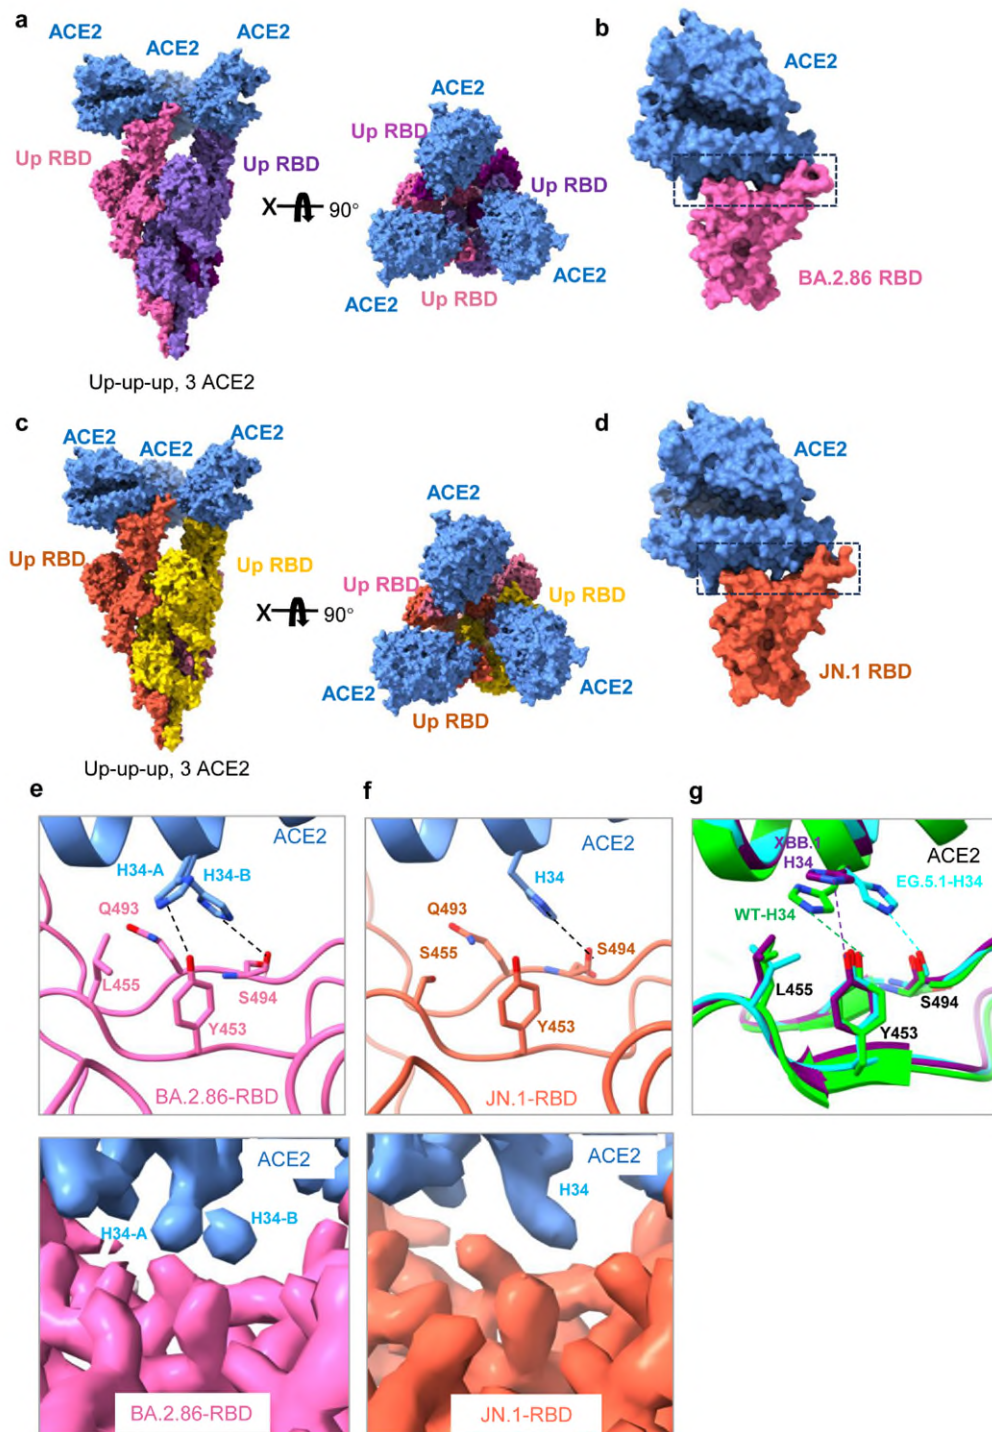 a
ACE2
ACE2
ACE2
Up RBD
Up RBD
X
90°
ACE2
Up RBD
Up RBD
ACE2
ACE2
Up RBD
Up-up-up, 3 ACE2
b
ACE2
BA.2.86 RBD
c
ACE2
ACE2
ACE2
Up RBD
Up RBD
X
90°
ACE2
Up RBD
Up RBD
ACE2
ACE2
Up RBD
Up-up-up, 3 ACE2
d
ACE2
JN.1 RBD
e
ACE2
H34-A
H34-B
Q493
L455
S494
Y453
BA.2.86-RBD
ACE2
H34-A
H34-B
BA.2.86-RBD
f
ACE2
H34
Q493
S455
S494
Y453
JN.1-RBD
ACE2
H34
JN.1-RBD
g
XBB.1
H34
ACE2
EG.5.1-H34
WT-H34
L455
S494
Y453